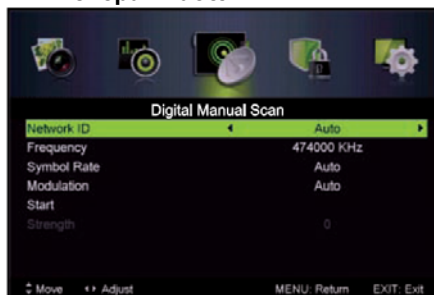 Digital Manual Scan
Network ID Auto
Frequency 474000 KHz
Symbol Rate Auto
Modulation Auto
Start
Strength 0
Move Adjust MENU: Return EXIT: Exit